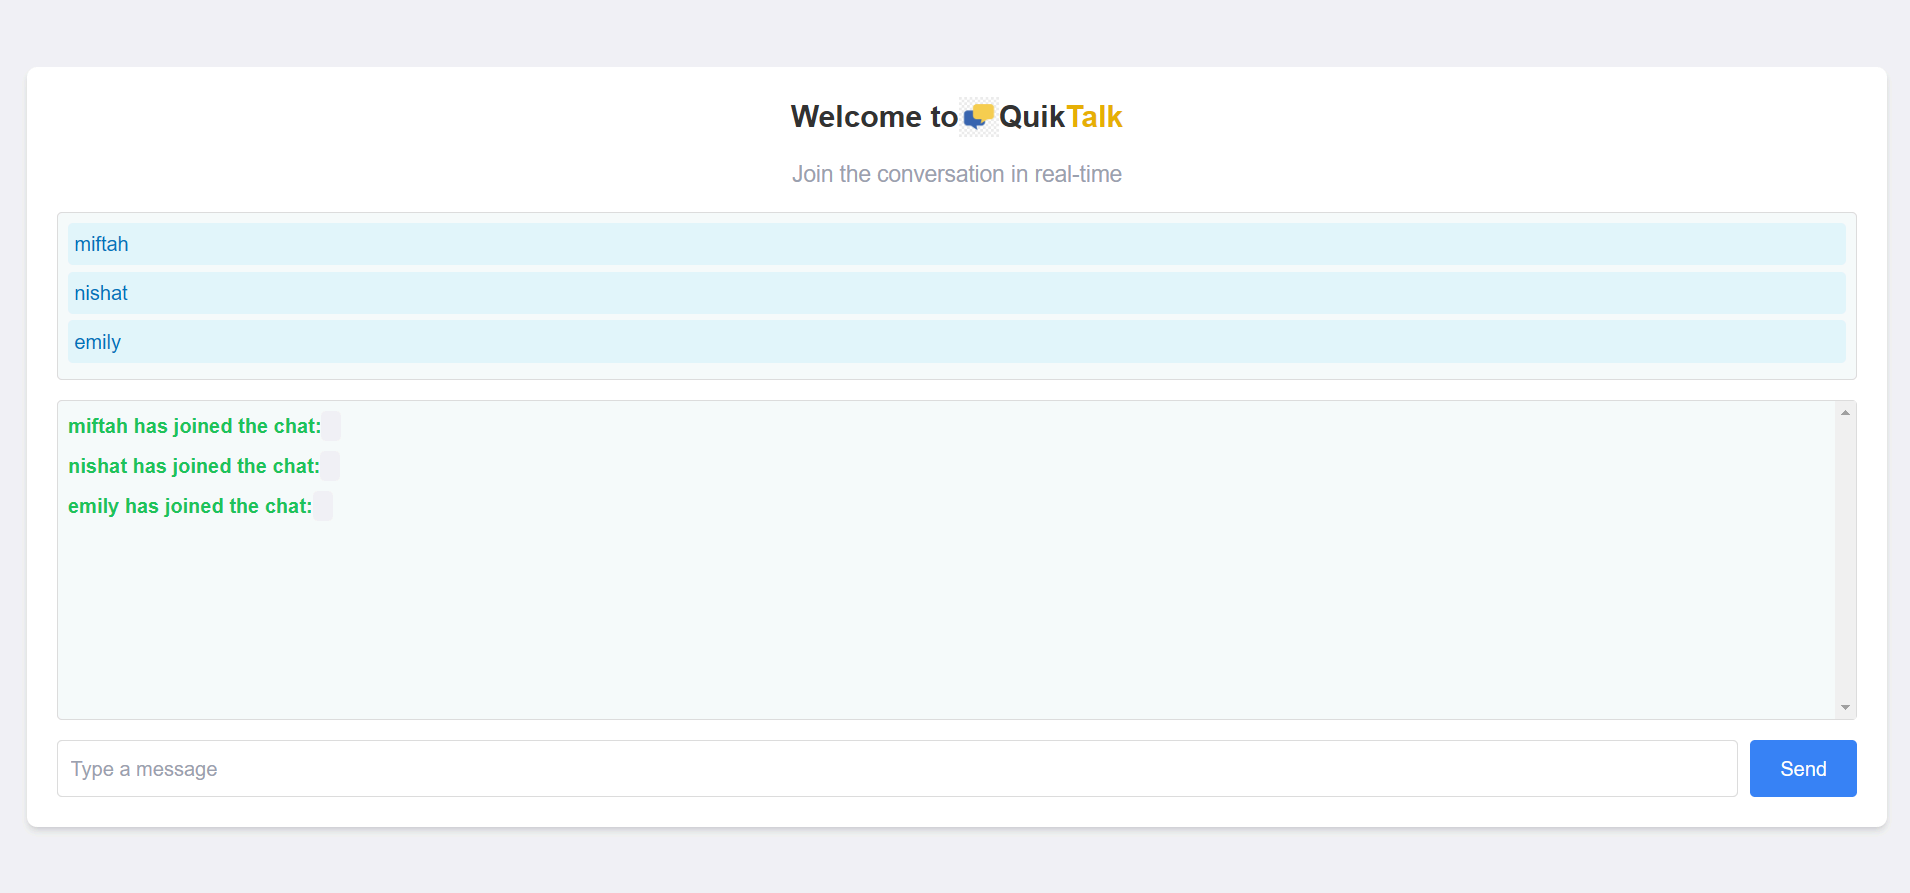 Welcome to QuikTalk
Join the conversation in real-time
miftah
nishat
emily
miftah has joined the chat:
nishat has joined the chat:
emily has joined the chat:
Type a message
Send